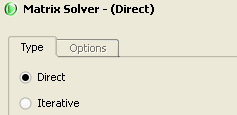 Matrix Solver - (Direct)
Type Options
Direct
Iterative